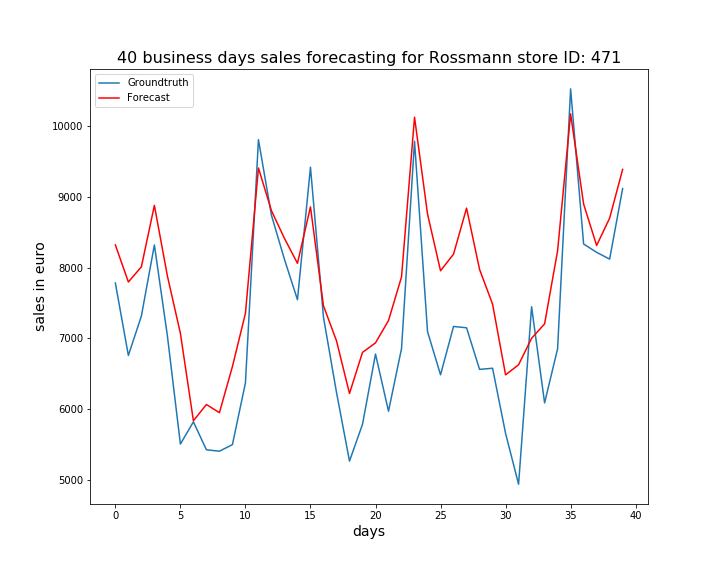 40 business days sales forecasting for Rossmann store ID: 471
Groundtruth
Forecast
10000
9000
8000
7000
6000
5000
sales in euro
0 5 10 15 20 25 30 35 40
days